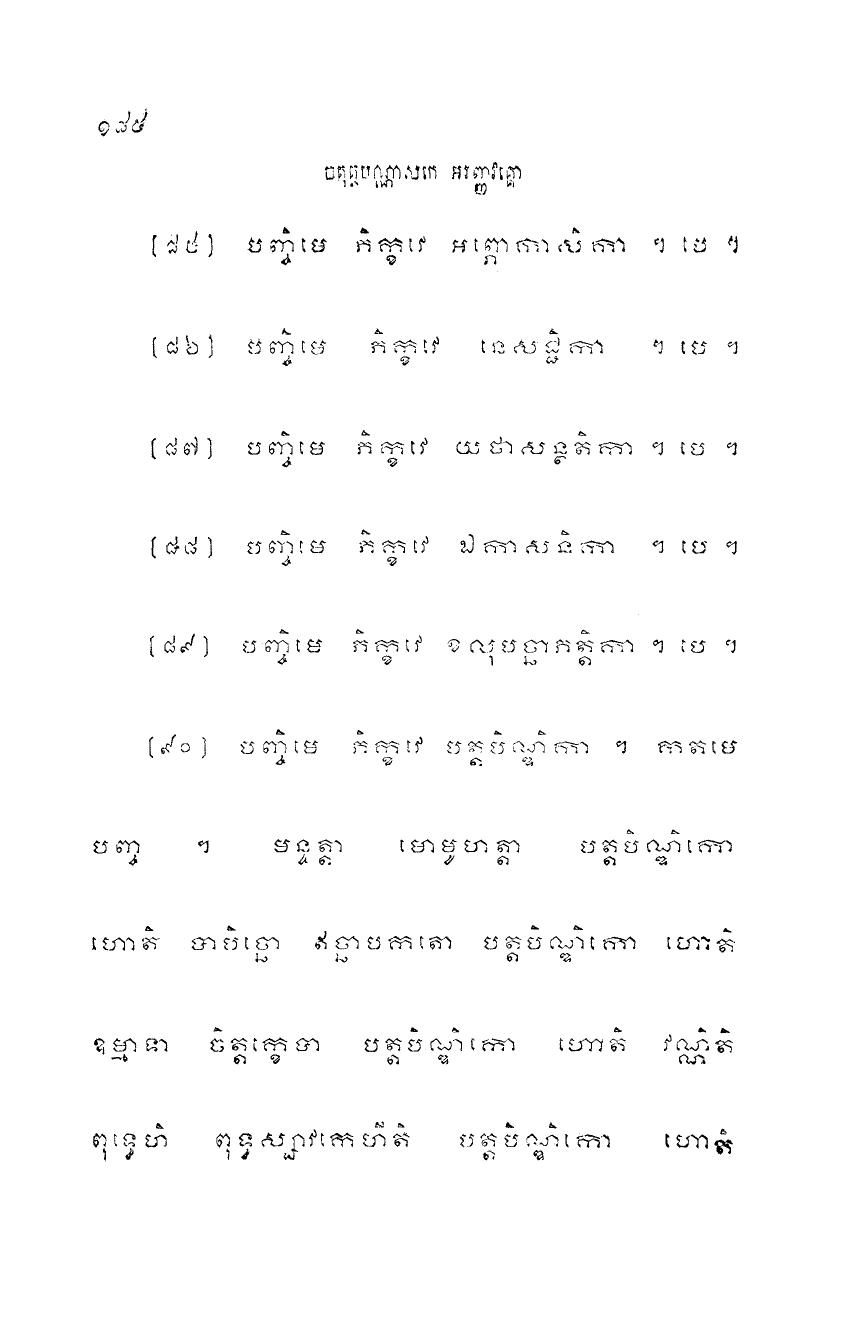 ១៨៥
ចតុត្ថបណ្ណាសកេ អរញ្ញវគ្គោ
[៨៥] បញ្ចិមេ ភិក្ខវេ អព្ភោកាសិកា ។ បេ ។
[៨៦] បញ្ចិមេ ភិក្ខវេ នេសជ្ជិកា ។ បេ ។
[៨៧] បញ្ចិមេ ភិក្ខវេ យថាសន្ថតិកា ។ បេ ។
[៨៨] បញ្ចិមេ ភិក្ខវេ ឯកាសនិកា ។ បេ ។
[៨៩] បញ្ចិមេ ភិក្ខវេ ខលុបច្ឆាភត្តិកា ។ បេ ។
[៩០] បញ្ចិមេ ភិក្ខវេ បត្តបិណ្ឌិកា ។ កតមេ
បញ្ច ។ មន្ទត្តា មោមូហត្តា បត្តបិណ្ឌិកោ
ហោតិ បាបិច្ឆោ ឥច្ឆាបកតោ បត្តបិណ្ឌិកោ ហោតិ
ឧម្មាទា ចិត្តក្ខេបា បត្តបិណ្ឌិកោ ហោតិ វណ្ណិតំ
ពុទ្ធេហិ ពុទ្ធស្សាវកេហីតិ បត្តបិណ្ឌិកោ ហោតិ